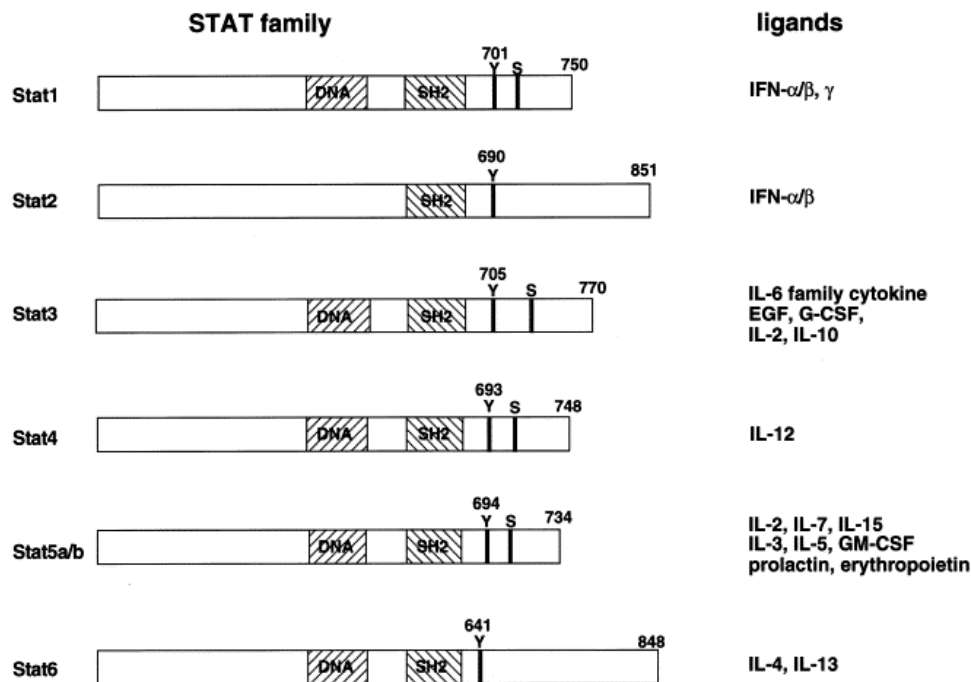 STAT family ligands
701
Y S 750
Stat1 DNA SH2 IFN-α/β, γ
690
Y 851
Stat2 SH2 IFN-α/β
705
Y S 770
Stat3 DNA SH2 IL-6 family cytokine
EGF, G-CSF,
IL-2, IL-10
693
Y S 748
Stat4 DNA SH2 IL-12
694
Y S 734
Stat5a/b DNA SH2 IL-2, IL-7, IL-15
IL-3, IL-5, GM-CSF
prolactin, erythropoietin
641
Y 848
Stat6 DNA SH2 IL-4, IL-13